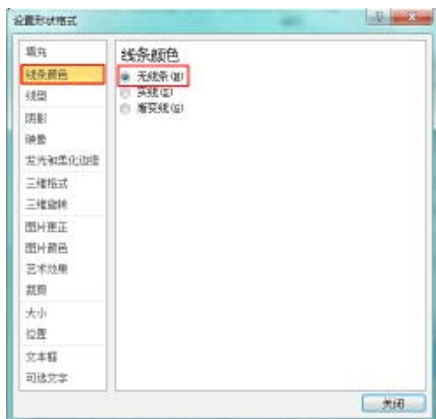 设置形状格式
填充
线条颜色
线型
阴影
映像
发光和柔化边缘
三维格式
三维旋转
图片更正
图片颜色
艺术效果
裁剪
大小
位置
文本框
可选文字
线条颜色
无线条(N)
实线(S)
渐变线(G)
关闭